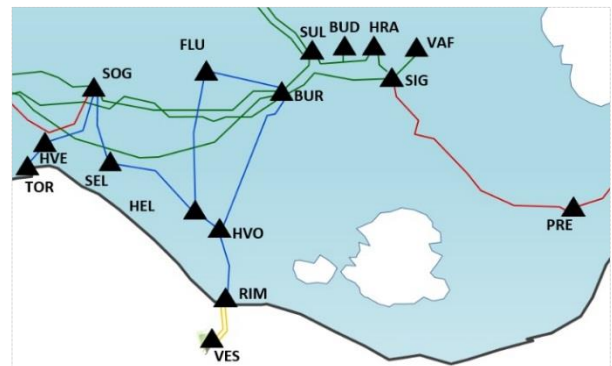 SUL
BUD
HRA
VAF
FLU
SOG
SIG
BUR
HVE
TOR
SEL
HEL
HVO
PRE
RIM
VES